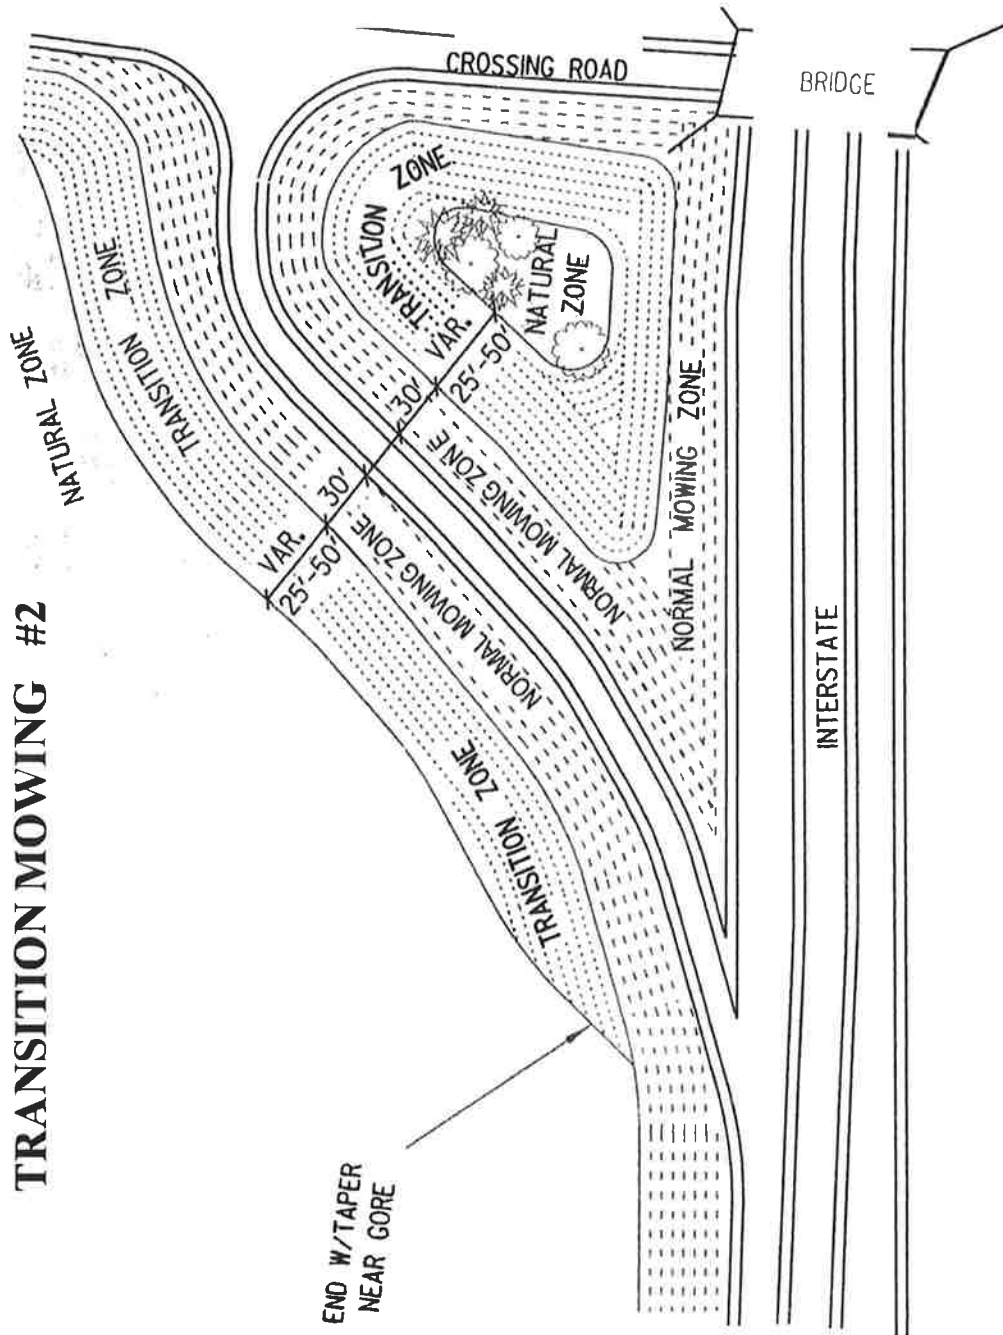 TRANSITION MOWING #2
NATURAL ZONE
TRANSITION ZONE
VAR.
25'-50'
30'
NORMAL MOWING ZONE
TRANSITION ZONE
END W/TAPER
NEAR GORE
CROSSING ROAD
BRIDGE
TRANSITION ZONE
NATURAL
ZONE
VAR.
25'-50'
30'
NORMAL MOWING ZONE
NORMAL MOWING ZONE
INTERSTATE